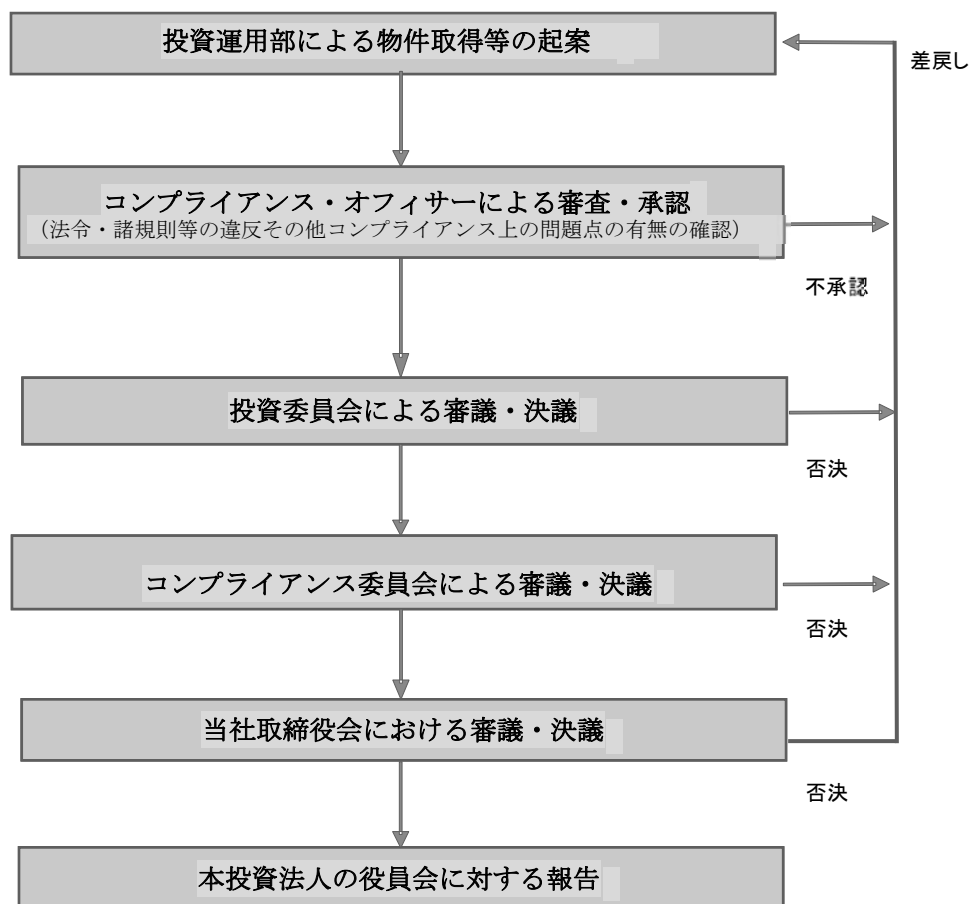 投資運用部による物件取得等の起案
差戻し
コンプライアンス・オフィサーによる審査・承認
（法令・諸規則等の違反その他コンプライアンス上の問題点の有無の確認）
不承認
投資委員会による審議・決議
否決
コンプライアンス委員会による審議・決議
否決
当社取締役会における審議・決議
否決
本投資法人の役員会に対する報告